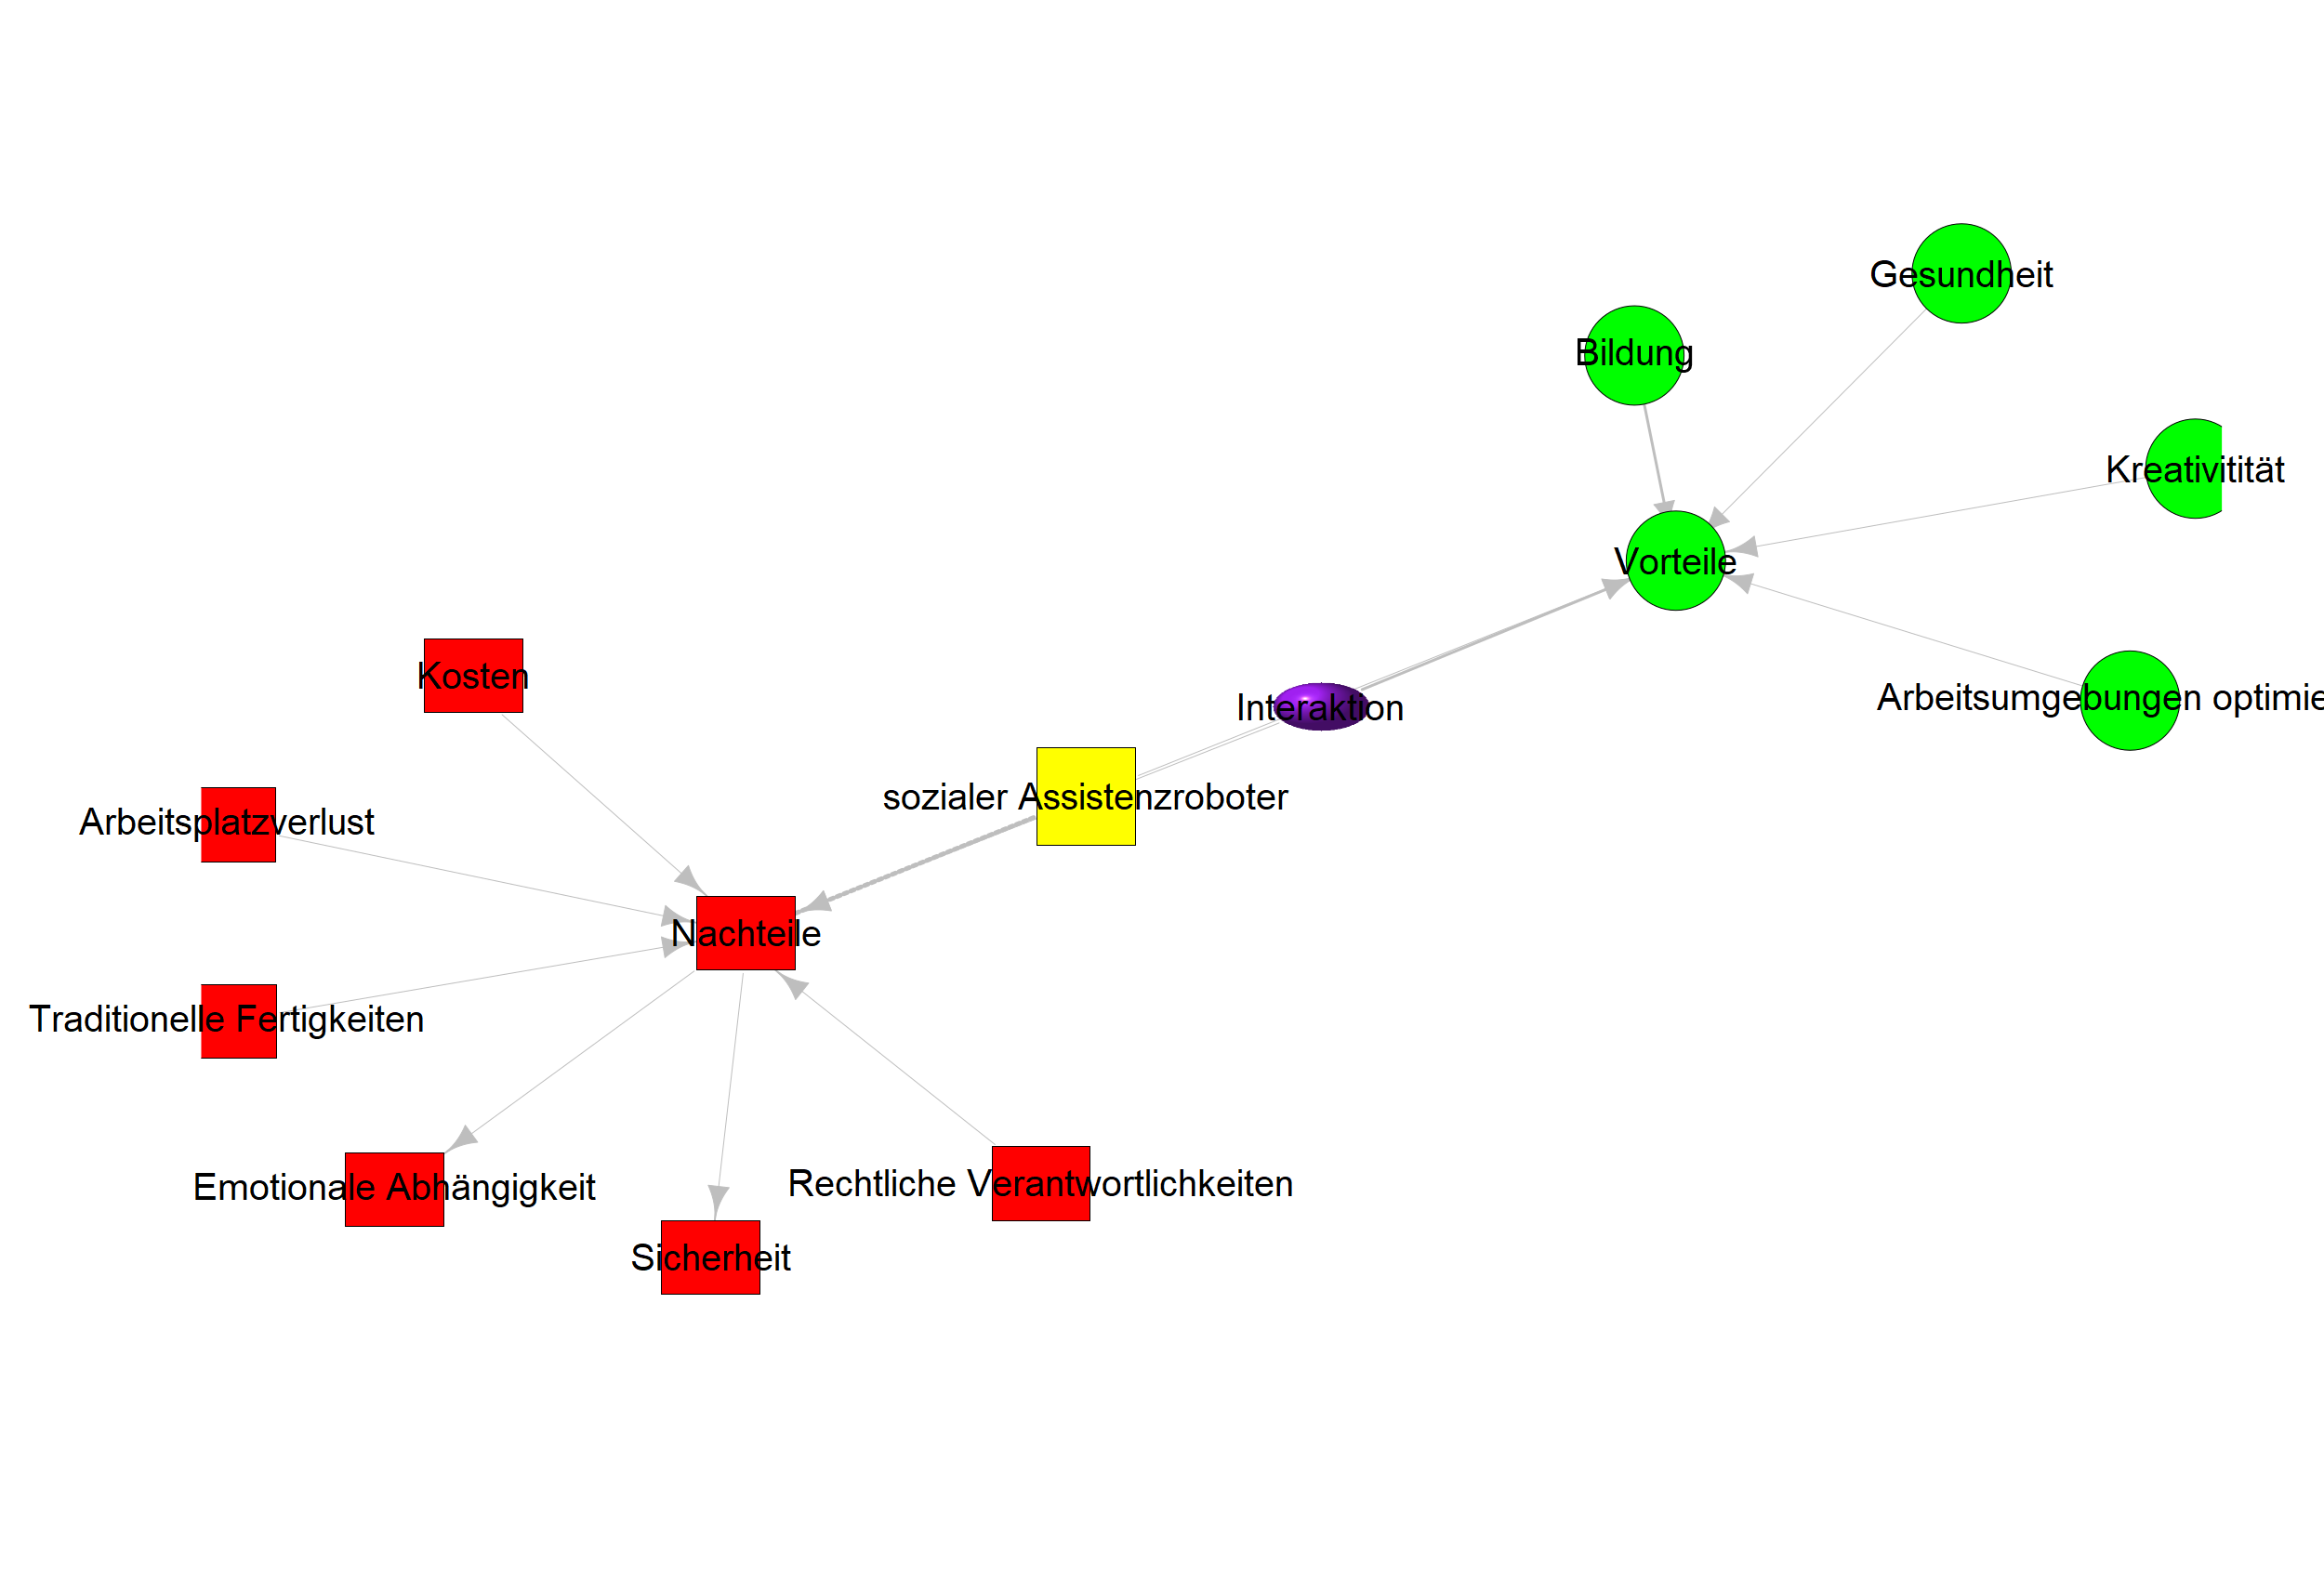 Gesundheit
Bildung
Kreativitität
Vorteile
Kosten
Arbeitsumgebungen optimie
Interaktion
sozialer Assistenzroboter
Arbeitsplatzverlust
Nachteile
Traditionelle Fertigkeiten
Rechtliche Verantwortlichkeiten
Emotionale Abhängigkeit
Sicherheit